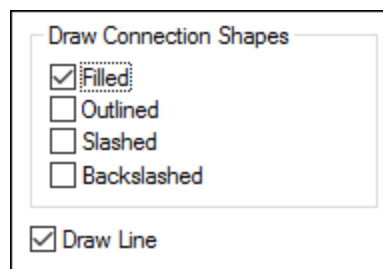 Draw Connection Shapes
Filled
Outlined
Slashed
Backslashed
Draw Line